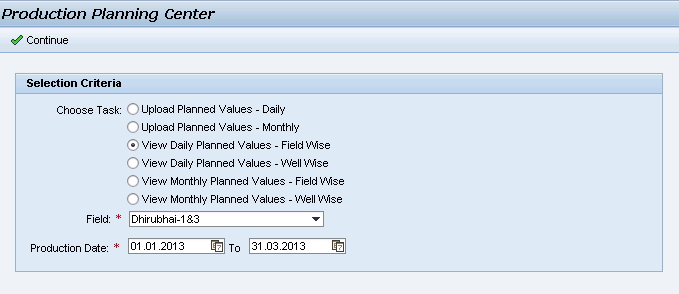 Production Planning Center
Continue
Selection Criteria
Choose Task: Upload Planned Values - Daily
Upload Planned Values - Monthly
View Daily Planned Values - Field Wise
View Daily Planned Values - Well Wise
View Monthly Planned Values - Field Wise
View Monthly Planned Values - Well Wise
Field: * Dhirubhai-1&3
Production Date: * 01.01.2013 To 31.03.2013